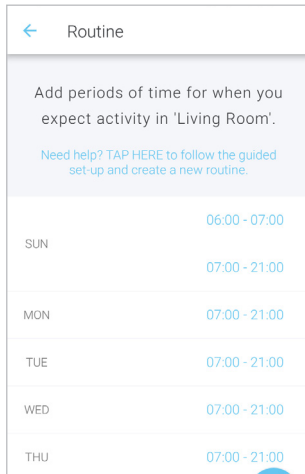 Routine
Add periods of time for when you
expect activity in 'Living Room'.
Need help? TAP HERE to follow the guided
set-up and create a new routine.
06:00 - 07:00
SUN
07:00 - 21:00
MON 07:00 - 21:00
TUE 07:00 - 21:00
WED 07:00 - 21:00
THU 07:00 - 21:00